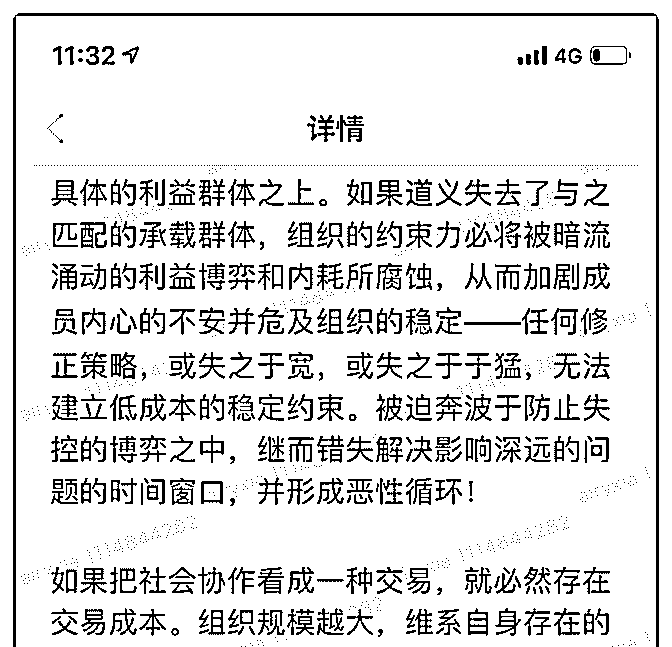 11:32 4G
详情
具体的利益群体之上。如果道义失去了与之
匹配的承载群体，组织的约束力必将被暗流
涌动的利益博弈和内耗所腐蚀，从而加剧成
员内心的不安并危及组织的稳定——任何修
正策略，或失之于宽，或失之于于猛，无法
建立低成本的稳定约束。被迫奔波于防止失
控的博弈之中，继而错失解决影响深远的问
题的时间窗口，并形成恶性循环！
如果把社会协作看成一种交易，就必然存在
交易成本。组织规模越大，维系自身存在的